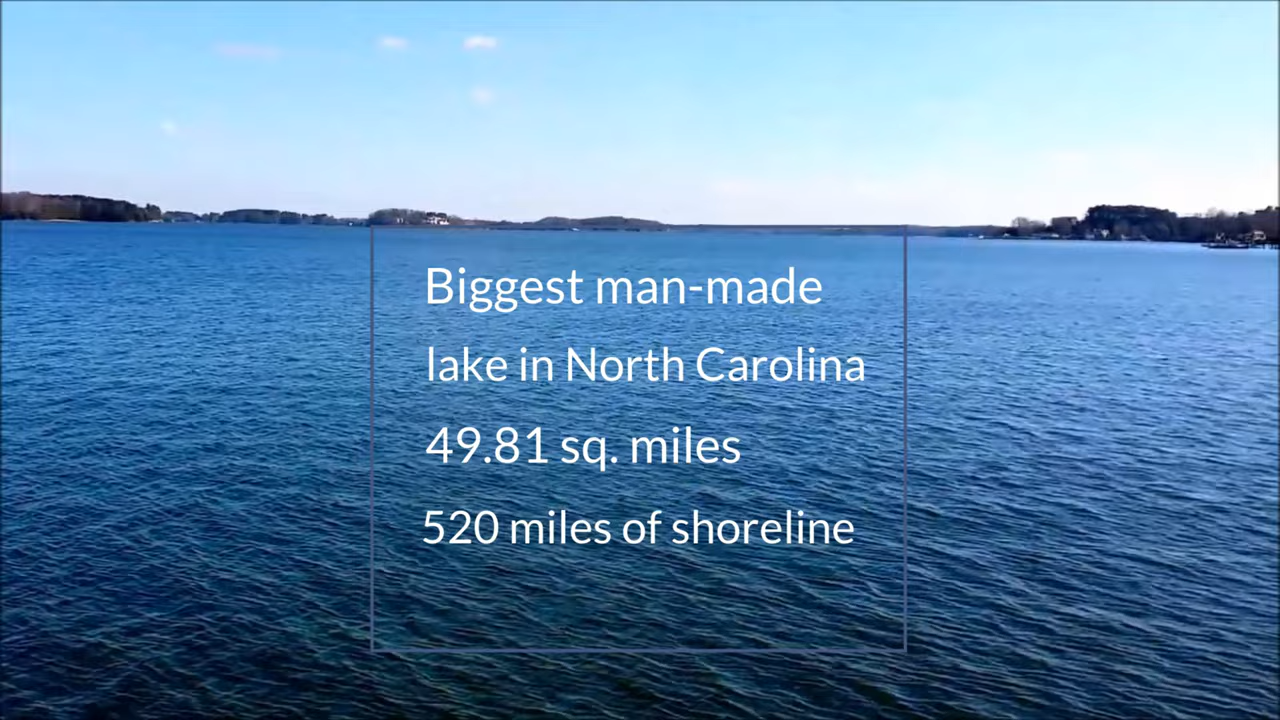 Biggest man-made
lake in North Carolina
49.81 sq. miles
520 miles of shoreline